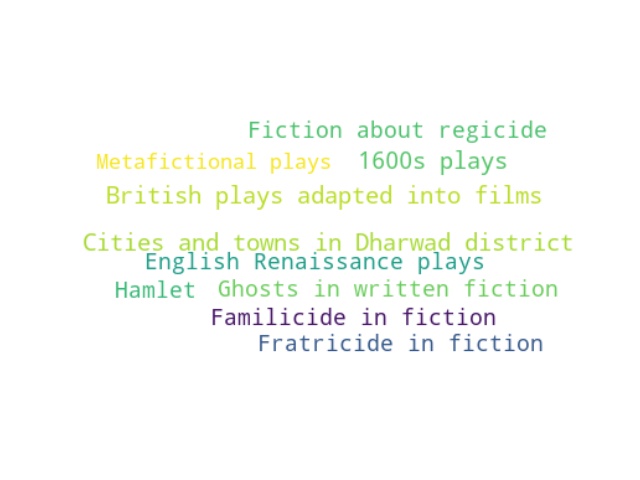 Fiction about regicide
Metafictional plays 1600s plays
British plays adapted into films
Cities and towns in Dharwad district
English Renaissance plays
Hamlet Ghosts in written fiction
Familicide in fiction
Fratricide in fiction